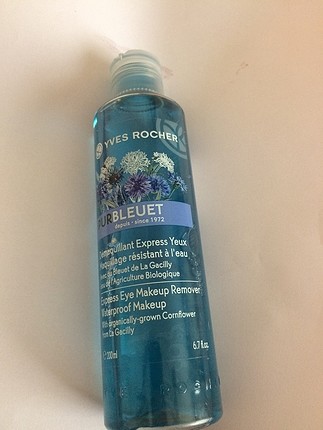 YVES ROCHER
URBLEUET
depuis - since 1972
Démaquillant Express Yeux
Maquillage résistant à l'eau
Bleuet de La Gacilly
de l'Agriculture Biologique
Express Eye Makeup Remover
Waterproof Makeup
With organically-grown Cornflower
from La Gacilly
200ml
6.7 fl.oz.